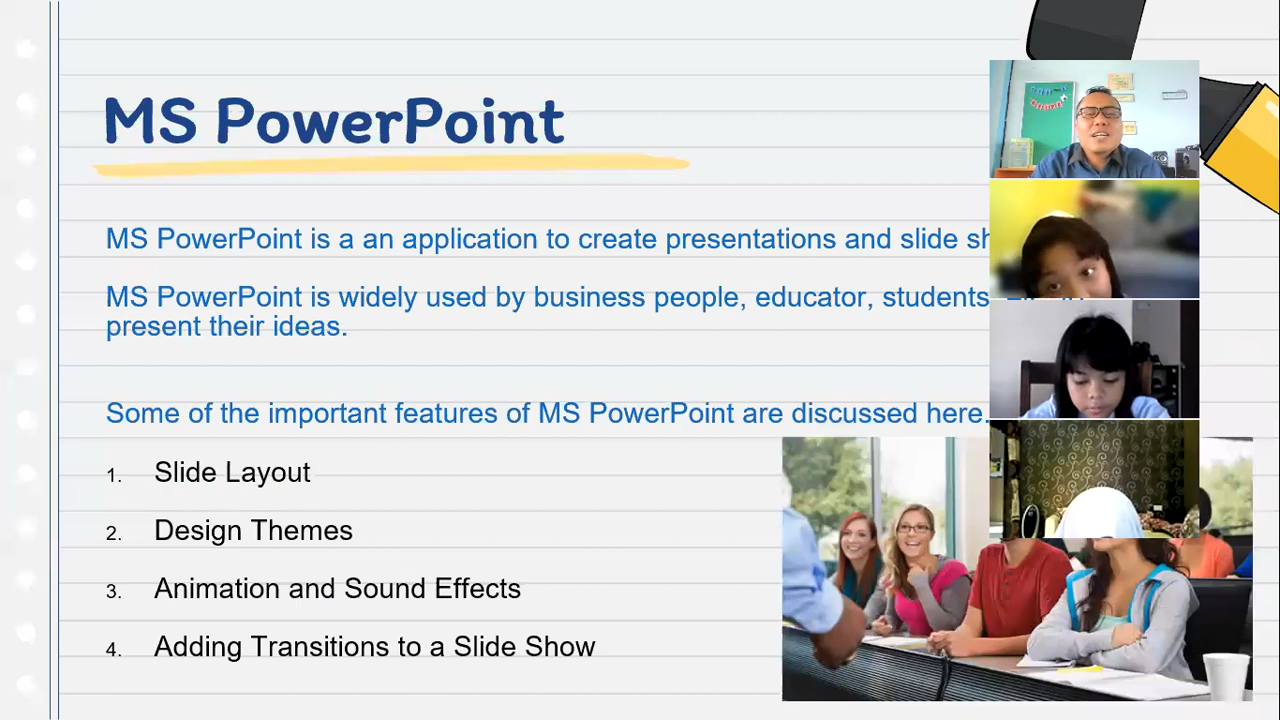 MS PowerPoint
MS PowerPoint is a an application to create presentations and slide
MS PowerPoint is widely used by business people, educator, students
present their ideas.
Some of the important features of MS PowerPoint are discussed here.
1. Slide Layout
2. Design Themes
3. Animation and Sound Effects
4. Adding Transitions to a Slide Show